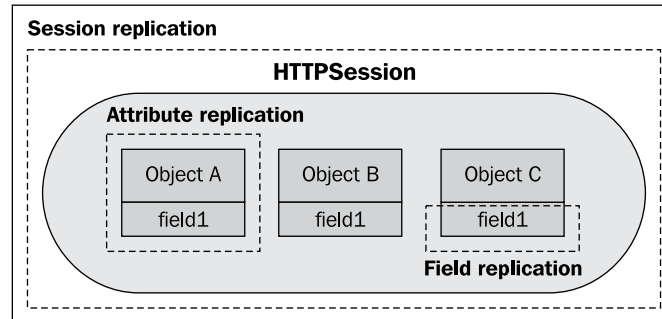 Session replication
HTTPSession
Attribute replication
Object A
field1
Object B
field1
Object C
field1
Field replication